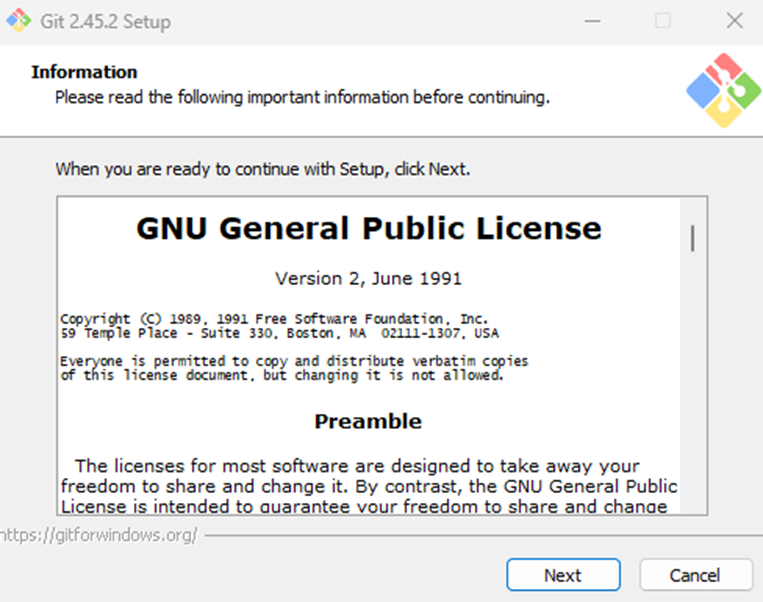 Git 2.45.2 Setup
Information
Please read the following important information before continuing.
When you are ready to continue with Setup, click Next.
GNU General Public License
Version 2, June 1991
Copyright (C) 1989, 1991 Free Software Foundation, Inc.
59 Temple Place - Suite 330, Boston, MA  02111-1307, USA
Everyone is permitted to copy and distribute verbatim copies
of this license document, but changing it is not allowed.
Preamble
The licenses for most software are designed to take away your
freedom to share and change it. By contrast, the GNU General Public
License is intended to guarantee your freedom to share and change
https://gitforwindows.org/
Next
Cancel